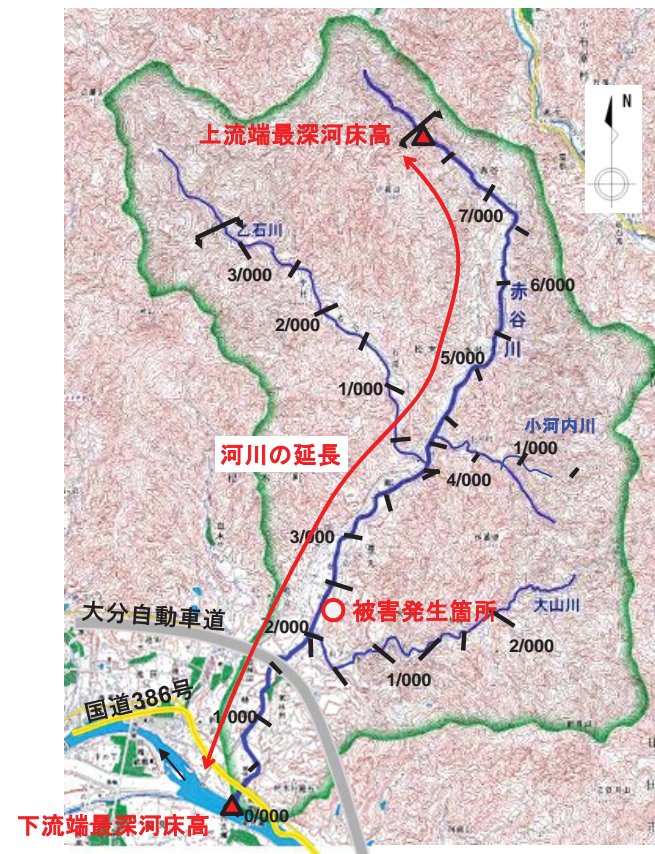 N
上流端最深河床高
7/000
乙石川
3/000
6/000
赤谷川
2/000
5/000
1/000
小河内川
1/000
河川の延長
4/000
3/000
大分自動車道
被害発生箇所
大山川
2/000
2/000
1/000
国道386号
1/000
0/000
下流端最深河床高